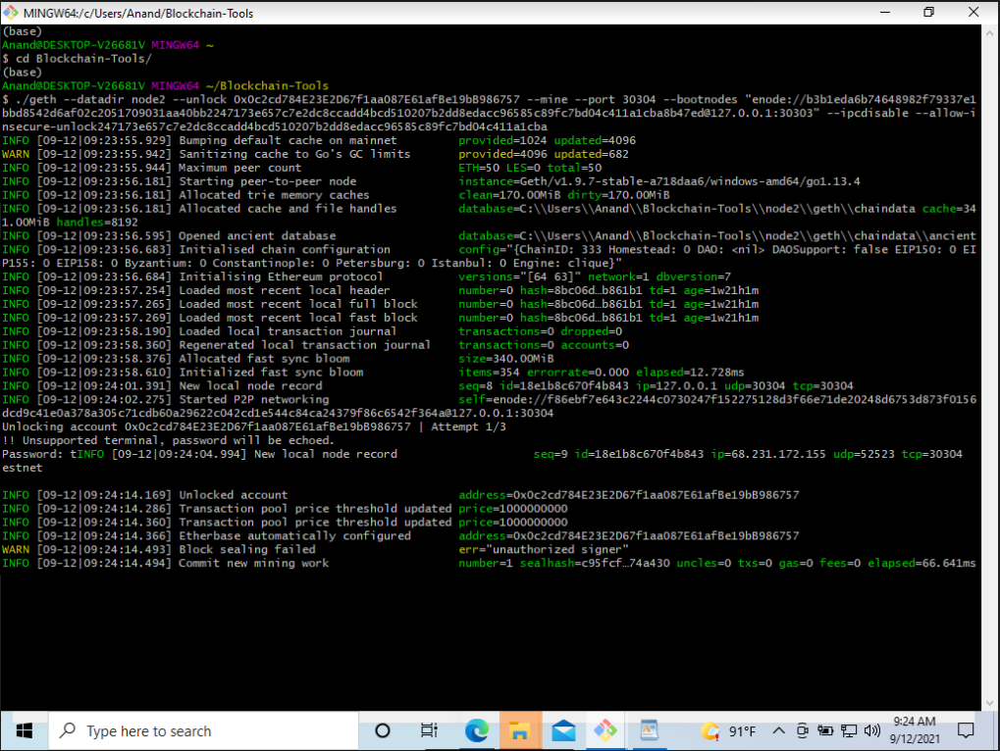 MINGW64:/c/Users/Anand/Blockchain-Tools
(base)
Anand@DESKTOP-V26681V MINGW64 ~
$ cd Blockchain-Tools/
(base)
Anand@DESKTOP-V26681V MINGW64 ~/Blockchain-Tools
$ ./geth --datadir node2 --unlock 0x0c2cd784E23E2D67f1aa087E61afBe19bB986757 --mine --port 30304 --bootnodes "enode://b3b1eda6b74648982f79337e1
bbd8542d6af02c2051709031aa40bb2247173e657c7e2dc8ccadd4bcd510207b2dd8edacc96585c89fc7bd04c411a1cba8b47ed@127.0.0.1:30303" --ipcdisable --allow-i
nsecure-unlock247173e657c7e2dc8ccadd4bcd510207b2dd8edacc96585c89fc7bd04c411a1cba
INFO [09-12|09:23:55.929] Bumping default cache on mainnet provided=1024 updated=4096
WARN [09-12|09:23:55.942] Sanitizing cache to Go's GC limits provided=4096 updated=682
INFO [09-12|09:23:55.944] Maximum peer count ETH=50 LES=0 total=50
INFO [09-12|09:23:56.181] Starting peer-to-peer node instance=Geth/v1.9.7-stable-a718daa6/windows-amd64/go1.13.4
INFO [09-12|09:23:56.181] Allocated trie memory caches clean=170.00MiB dirty=170.00MiB
INFO [09-12|09:23:56.181] Allocated cache and file handles database=C:\\Users\\Anand\\Blockchain-Tools\\node2\\geth\\chaindata cache=34
1.00MiB handles=8192
INFO [09-12|09:23:56.595] Opened ancient database database=C:\\Users\\Anand\\Blockchain-Tools\\node2\\geth\\chaindata\\ancient
INFO [09-12|09:23:56.683] Initialised chain configuration config="{ChainID: 333 Homestead: 0 DAO: <nil> DAOSupport: false EIP150: 0 EI
P155: 0 EIP158: 0 Byzantium: 0 Constantinople: 0 Petersburg: 0 Istanbul: 0 Engine: clique}"
INFO [09-12|09:23:56.684] Initialising Ethereum protocol versions="[64 63]" network=1 dbversion=7
INFO [09-12|09:23:57.254] Loaded most recent local header number=0 hash=8bc06d…b861b1 td=1 age=1w21h1m
INFO [09-12|09:23:57.265] Loaded most recent local full block number=0 hash=8bc06d…b861b1 td=1 age=1w21h1m
INFO [09-12|09:23:57.269] Loaded most recent local fast block number=0 hash=8bc06d…b861b1 td=1 age=1w21h1m
INFO [09-12|09:23:58.190] Loaded local transaction journal transactions=0 dropped=0
INFO [09-12|09:23:58.360] Regenerated local transaction journal transactions=0 accounts=0
INFO [09-12|09:23:58.376] Allocated fast sync bloom size=340.00MiB
INFO [09-12|09:23:58.610] Initialized fast sync bloom items=354 errorrate=0.000 elapsed=12.728ms
INFO [09-12|09:24:01.391] New local node record seq=8 id=18e1b8c670f4b843 ip=127.0.0.1 udp=30304 tcp=30304
INFO [09-12|09:24:02.275] Started P2P networking self=enode://f86ebf7e643c2244c0730247f152275128d3f66e71de20248d6753d873f0156
dcd9c41e0a378a305c71cdb60a29622c042cd1e544c84ca24379f86c6542f364a@127.0.0.1:30304
Unlocking account 0x0c2cd784E23E2D67f1aa087E61afBe19bB986757 | Attempt 1/3
!! Unsupported terminal, password will be echoed.
Password: tINFO [09-12|09:24:04.994] New local node record seq=9 id=18e1b8c670f4b843 ip=68.231.172.155 udp=52523 tcp=30304
estnet
INFO [09-12|09:24:14.169] Unlocked account address=0x0c2cd784E23E2D67f1aa087E61afBe19bB986757
INFO [09-12|09:24:14.286] Transaction pool price threshold updated price=1000000000
INFO [09-12|09:24:14.360] Transaction pool price threshold updated price=1000000000
INFO [09-12|09:24:14.366] Etherbase automatically configured address=0x0c2cd784E23E2D67f1aa087E61afBe19bB986757
WARN [09-12|09:24:14.493] Block sealing failed err="unauthorized signer"
INFO [09-12|09:24:14.494] Commit new mining work number=1 sealhash=c95fcf…74a430 uncles=0 txs=0 gas=0 fees=0 elapsed=66.641ms
Type here to search
91°F
9:24 AM
9/12/2021